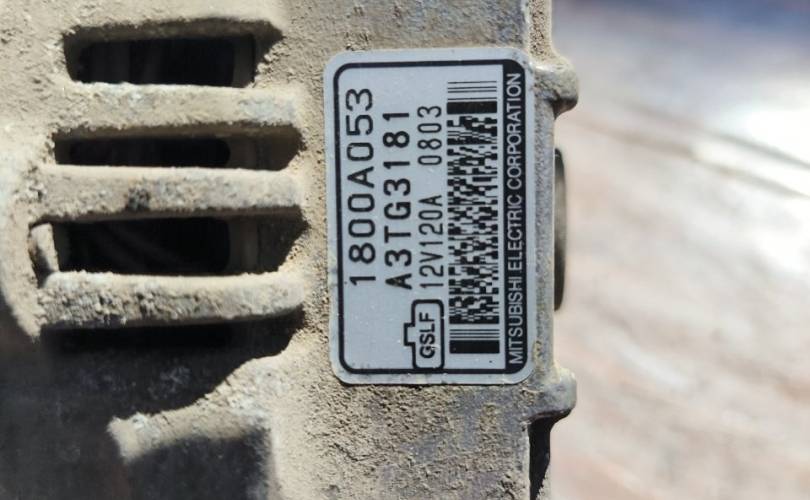 1800A053
A3TG3181
12V120A 0803
GSLF
MITSUBISHI ELECTRIC CORPORATION